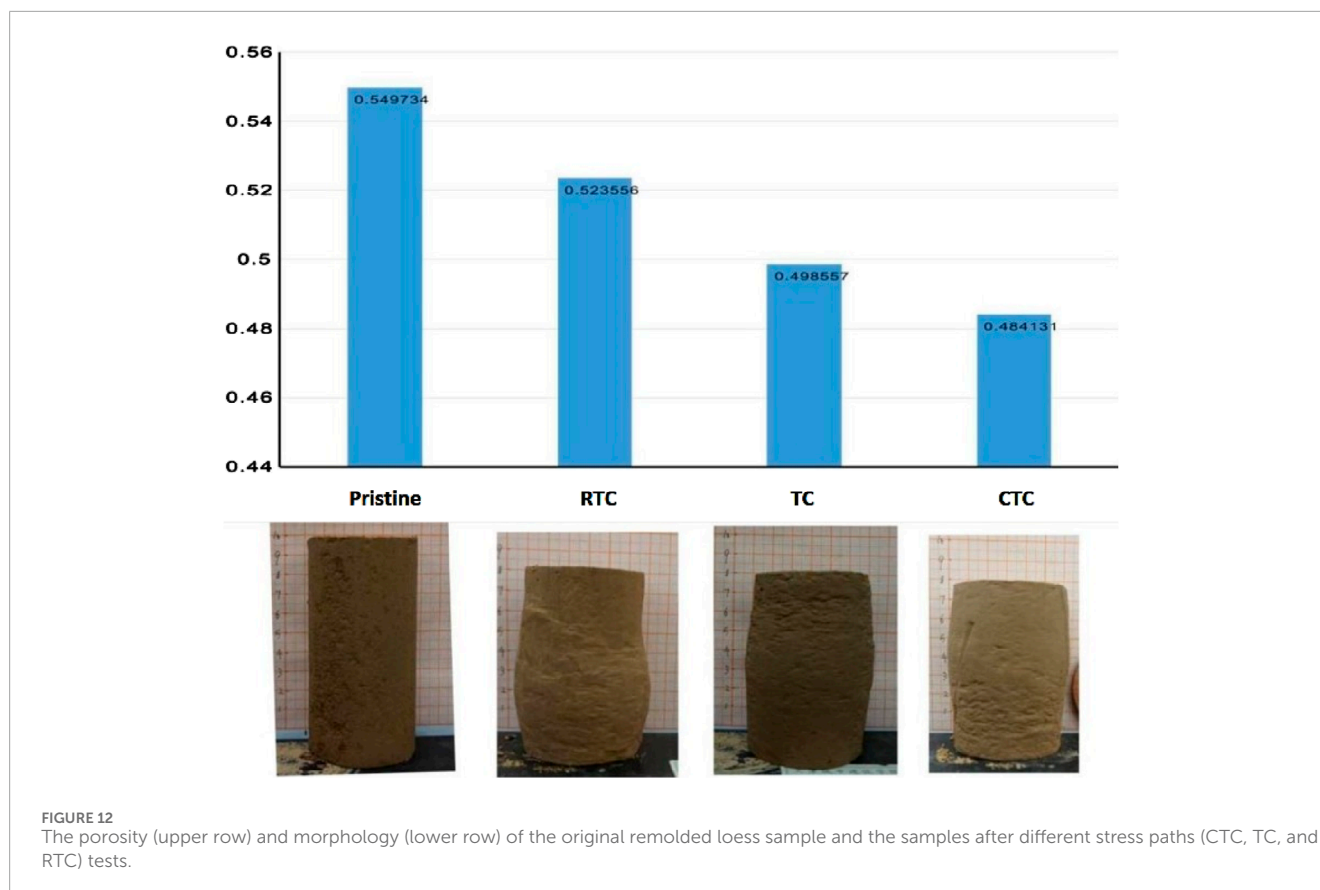 0.56
0.54
0.52
0.5
0.48
0.46
0.44
0.549734
0.523556
0.498557
0.484131
Pristine RTC TC CTC
FIGURE 12
The porosity (upper row) and morphology (lower row) of the original remolded loess sample and the samples after different stress paths (CTC, TC, and
RTC) tests.